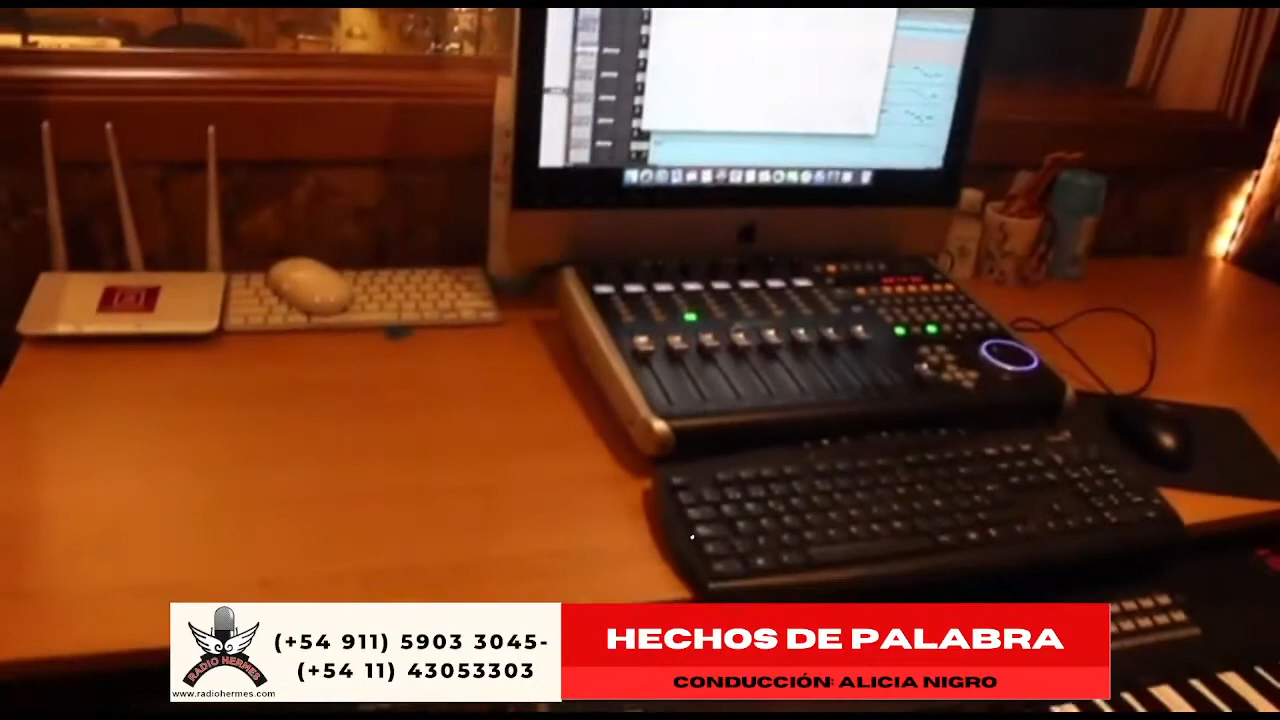 (+54 911) 5903 3045-
(+54 11) 43053303
RADIO HERMES
www.radiohermes.com
HECHOS DE PALABRA
CONDUCCIÓN: ALICIA NIGRO